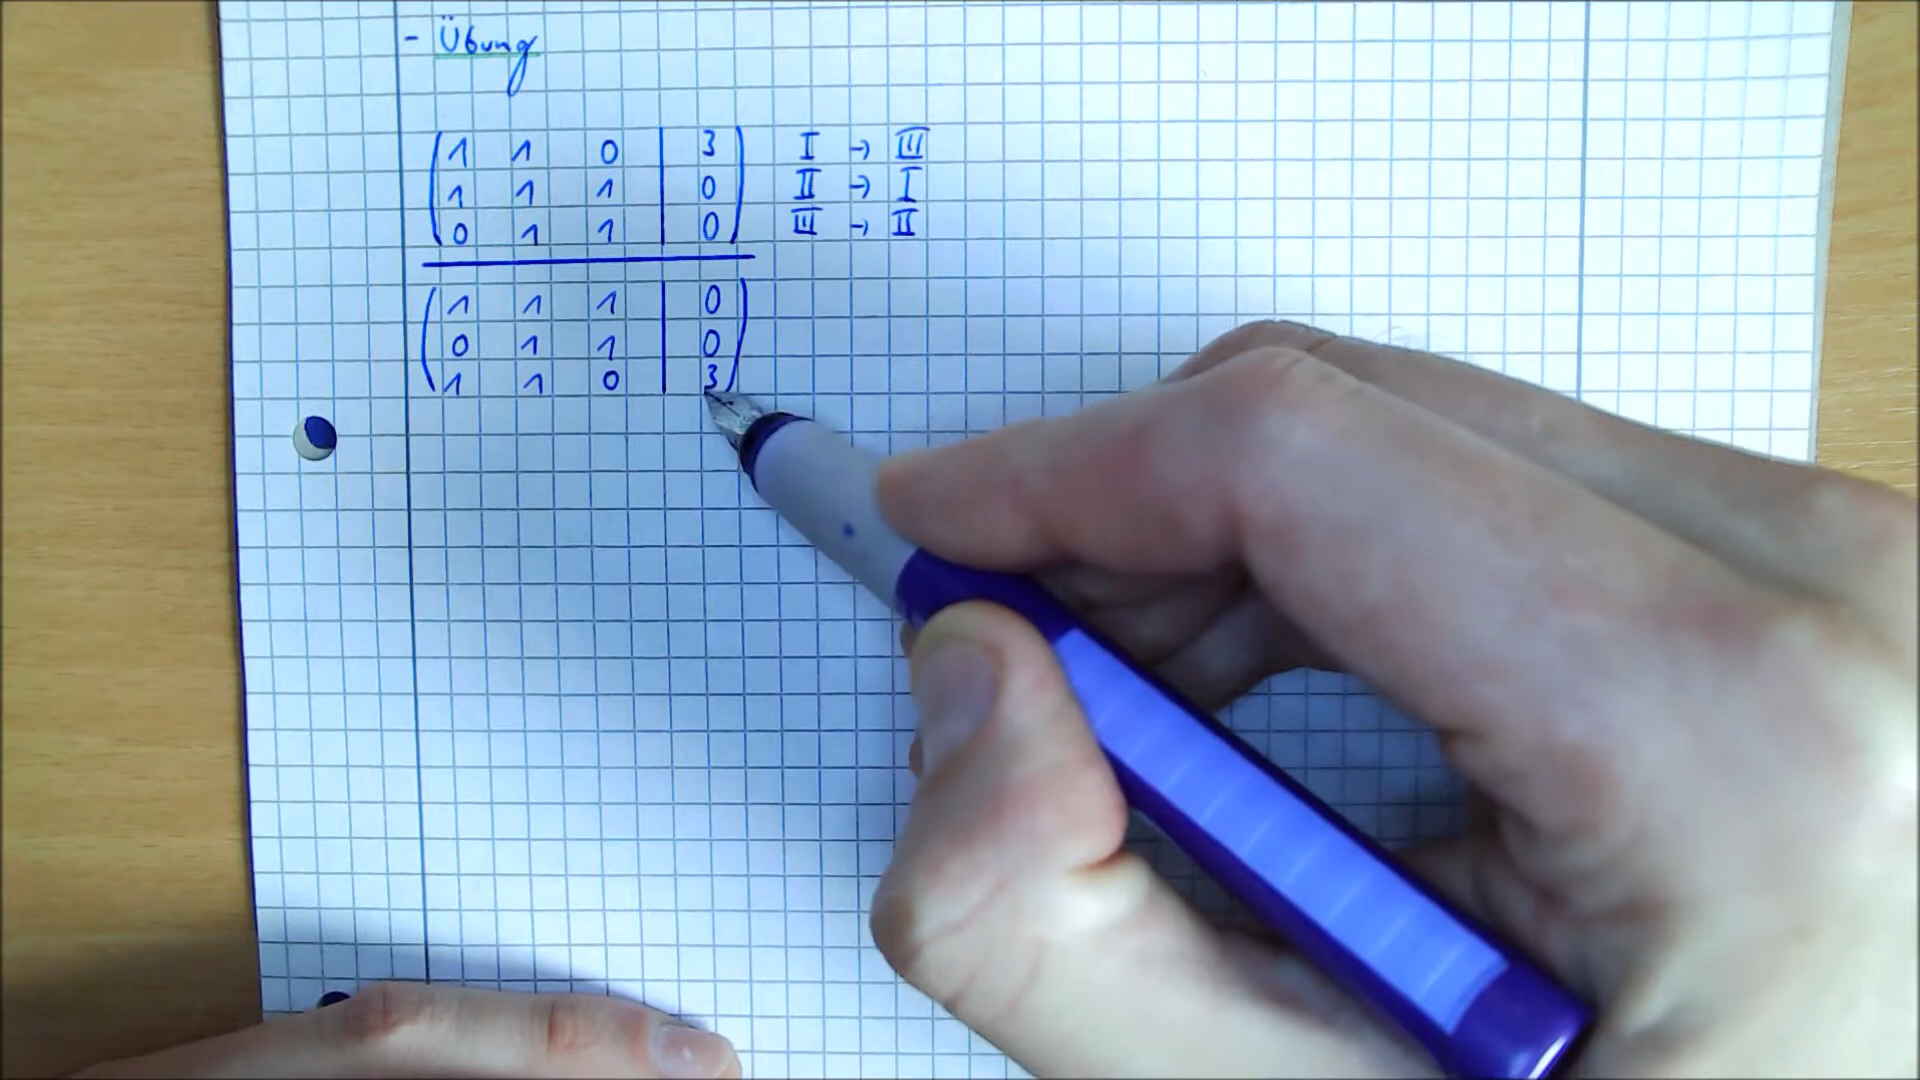 - Übung
1 1 0 | 3 I → III
1 1 1 | 0 II → I
0 1 1 | 0 III → II
1 1 1 | 0
0 1 1 | 0
1 1 0 | 3